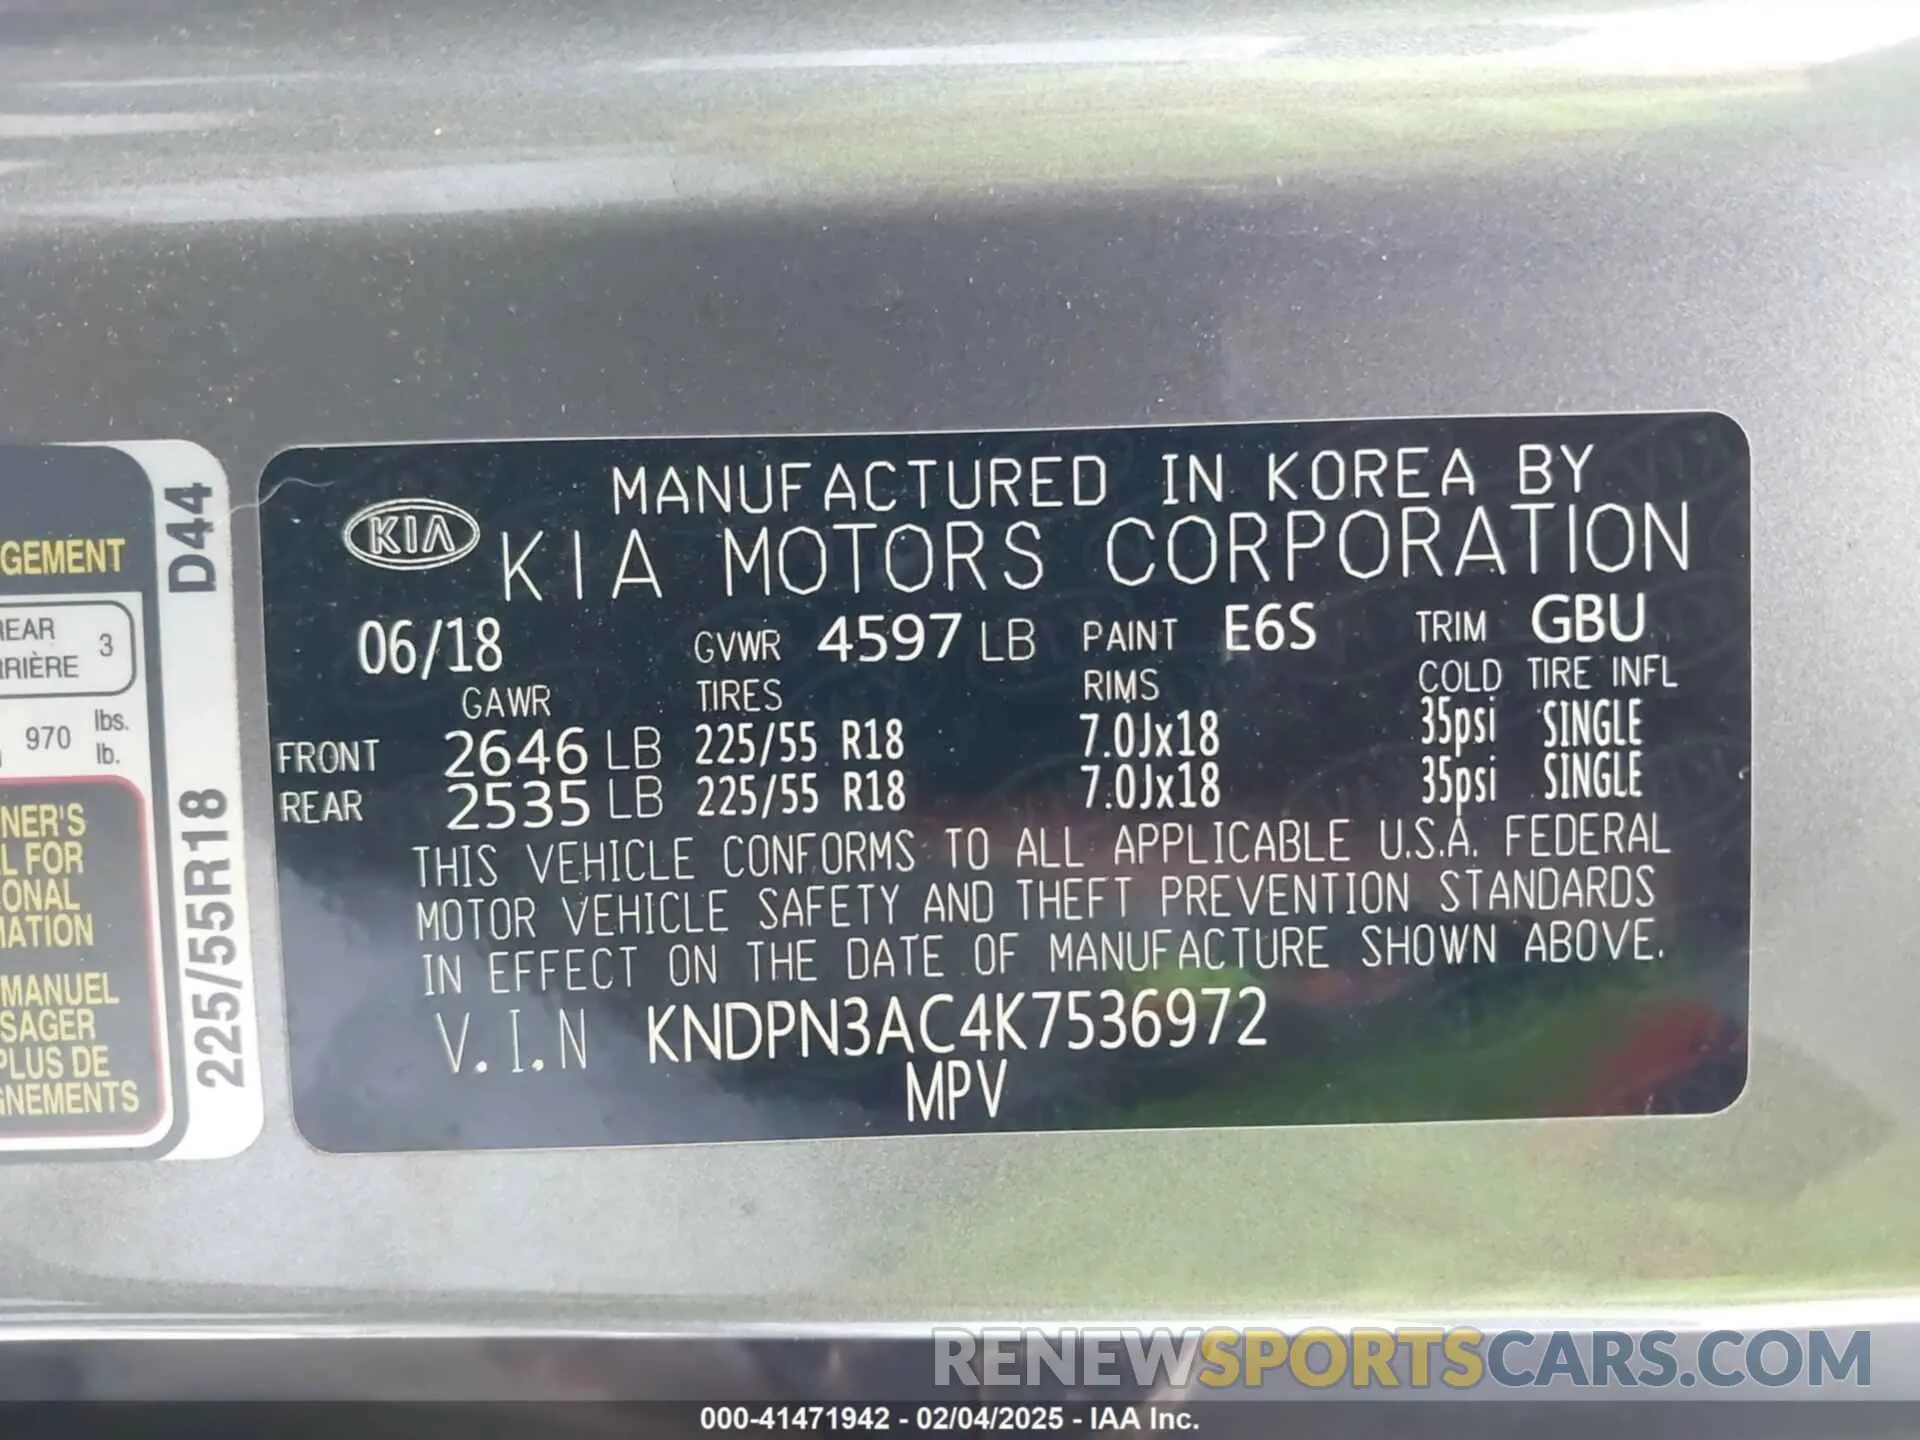 GEMENT
REAR 3
RRIÈRE
970 lbs.
lb.
NER'S
L FOR
ONAL
MATION
MANUEL
SAGER
PLUS DE
GNEMENTS
D44
225/55R18
MANUFACTURED IN KOREA BY
KIA KIA MOTORS CORPORATION
06/18 GVWR 4597 LB PAINT E6S TRIM GBU
GAWR TIRES RIMS COLD TIRE INFL
FRONT 2646 LB 225/55 R18 7.0Jx18 35psi SINGLE
REAR 2535 LB 225/55 R18 7.0Jx18 35psi SINGLE
THIS VEHICLE CONFORMS TO ALL APPLICABLE U.S.A. FEDERAL
MOTOR VEHICLE SAFETY AND THEFT PREVENTION STANDARDS
IN EFFECT ON THE DATE OF MANUFACTURE SHOWN ABOVE.
V.I.N KNDPN3AC4K7536972
MPV
RENEWSPORTSCARS.COM
000-41471942 - 02/04/2025 - IAA Inc.